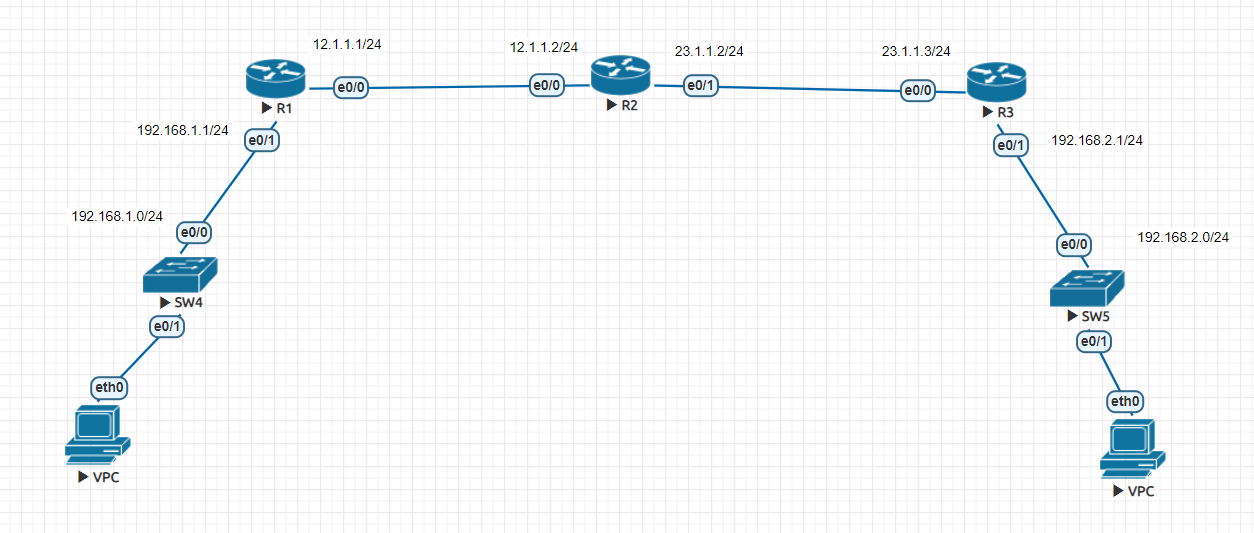 12.1.1.1/24
12.1.1.2/24
23.1.1.2/24
23.1.1.3/24
e0/0
e0/0
e0/1
e0/0
R1
R2
R3
192.168.1.1/24
e0/1
e0/1
192.168.2.1/24
192.168.1.0/24
e0/0
e0/0
192.168.2.0/24
SW4
SW5
e0/1
e0/1
eth0
eth0
VPC
VPC